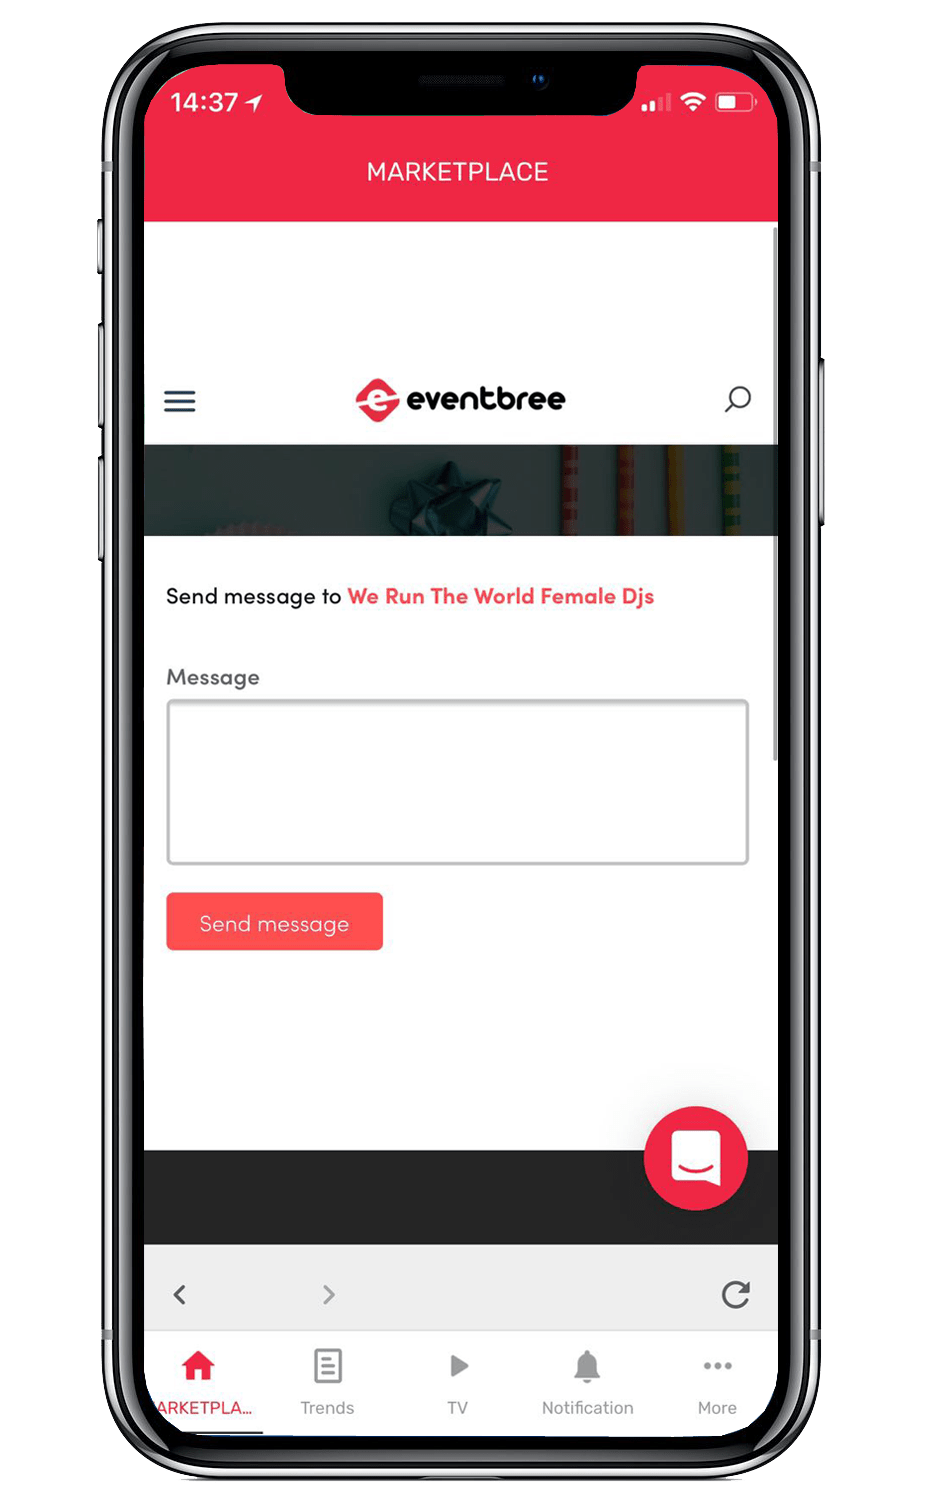 14:37
MARKETPLACE
eventbree
Send message to We Run The World Female Djs
Message
Send message
ARKETPLA...
Trends
TV
Notification
More